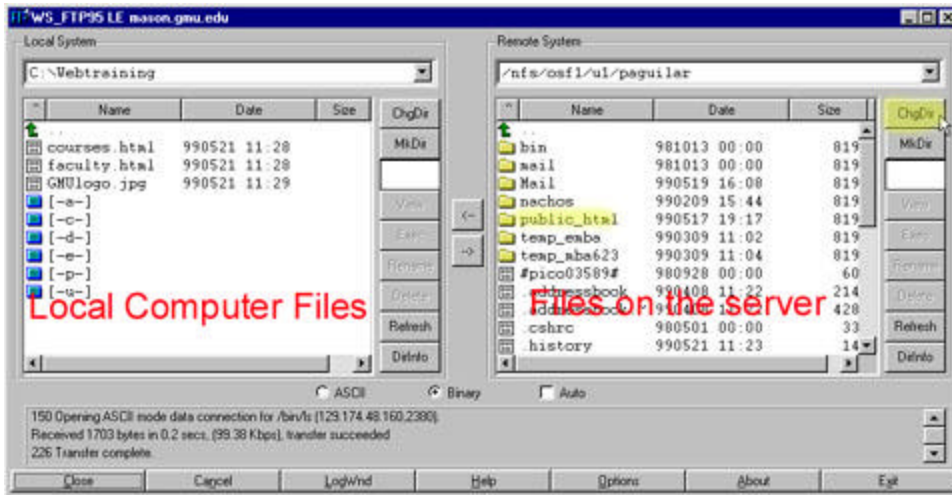 WS_FTP95 LE mason.gmu.edu
Local System
C:\Webtraining
^ Name Date Size
..
courses.html 990521 11:28
faculty.html 990521 11:28
GMUlogo.jpg 990521 11:29
[-a-]
[-c-]
[-d-]
[-e-]
[-p-]
[-u-]
Local Computer Files
ChgDir
MkDir
View
Exec
Rename
Delete
Refresh
DirInfo
<--
-->
Remote System
/nfs/osf1/u1/paguilar
^ Name Date Size
..
bin 981013 00:00 819
mail 981013 00:00 819
Mail 990519 16:08 819
nachos 990209 15:44 819
public_html 990517 19:17 819
temp_emba 990309 11:02 819
temp_mba623 990309 11:04 819
#pico03589# 980928 00:00 60
.addressbook 990408 11:22 214
.addressbook. 428
.cshrc 980501 00:00 33
.history 990521 11:23 14
Files on the server
ChgDir
MkDir
View
Exec
Rename
Delete
Refresh
DirInfo
ASCII Binary Auto
150 Opening ASCII mode data connection for /bin/ls (129.174.48.160,2380).
Received 1703 bytes in 0.2 secs, (99.38 Kbps), transfer succeeded
226 Transfer complete.
Close Cancel LogWnd Help Options About Exit